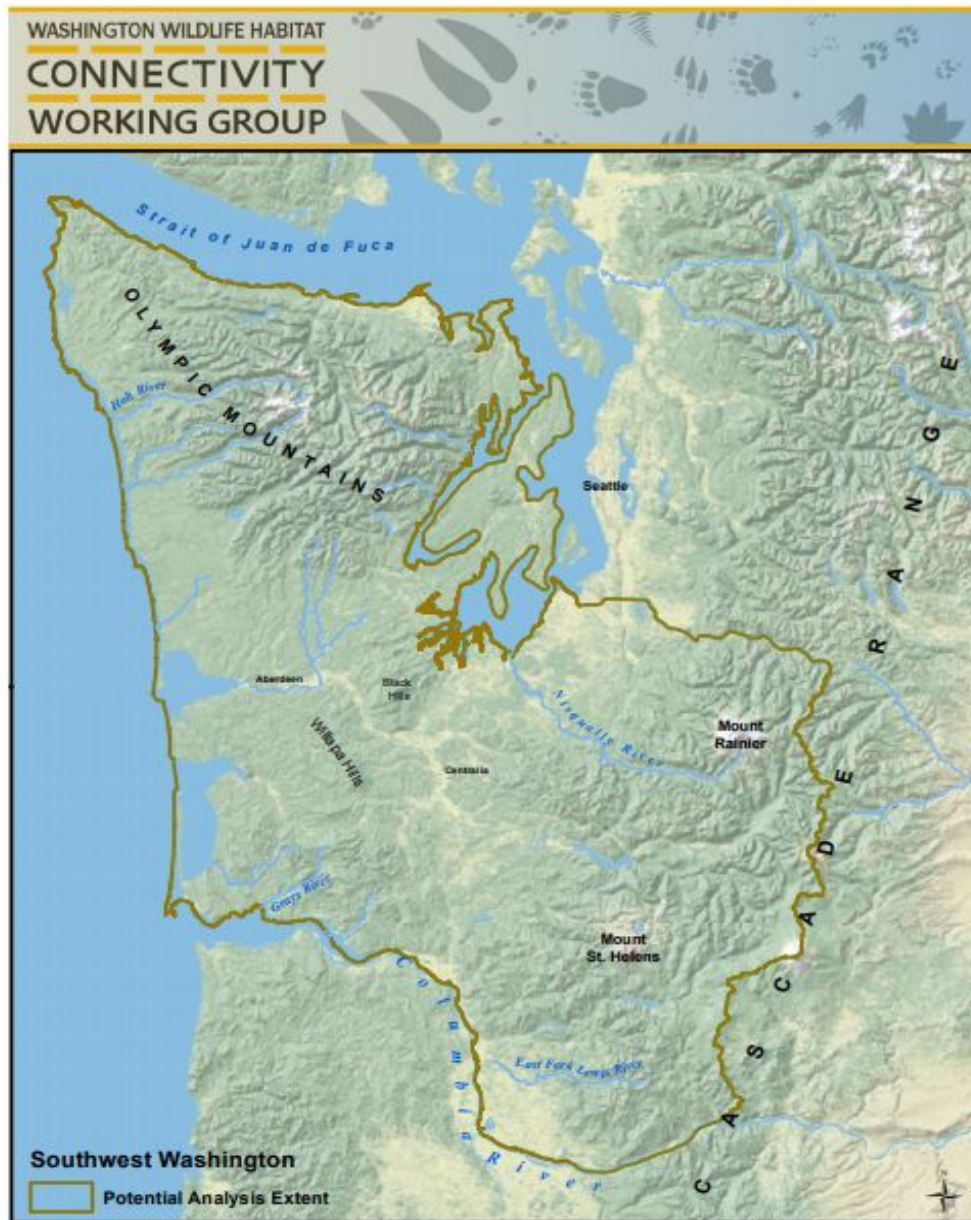 WASHINGTON WILDLIFE HABITAT
CONNECTIVITY
WORKING GROUP
Strait of Juan de Fuca
OLYMPIC MOUNTAINS
Hoh River
Seattle
CASCADE RANGE
Aberdeen
Black
Hills
Willapa Hills
Centralia
Nisqually River
Mount
Rainier
Grays River
Mount
St. Helens
Columbia River
East Fork Lewis River
Southwest Washington
Potential Analysis Extent